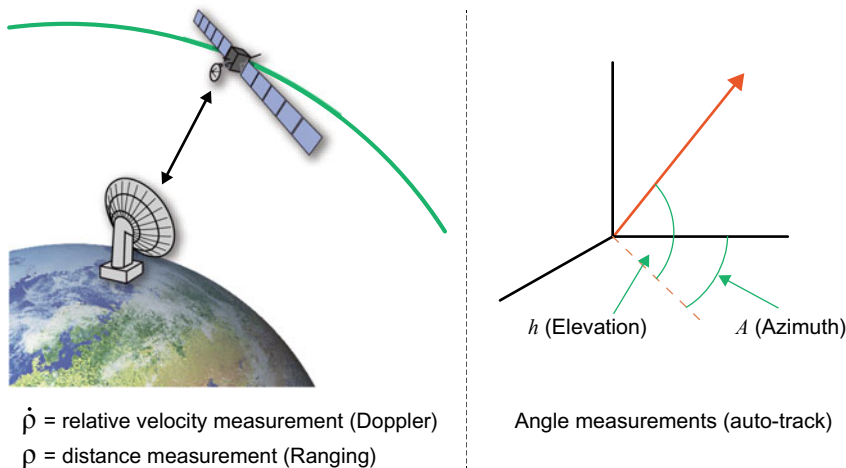 ρ̇ = relative velocity measurement (Doppler)
ρ = distance measurement (Ranging)
h (Elevation)
A (Azimuth)
Angle measurements (auto-track)